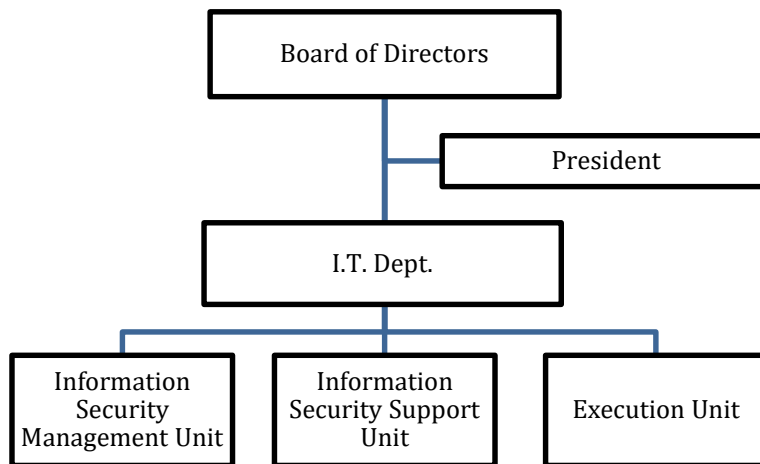 Board of Directors
President
I.T. Dept.
Information
Security
Management Unit
Information
Security Support
Unit
Execution Unit